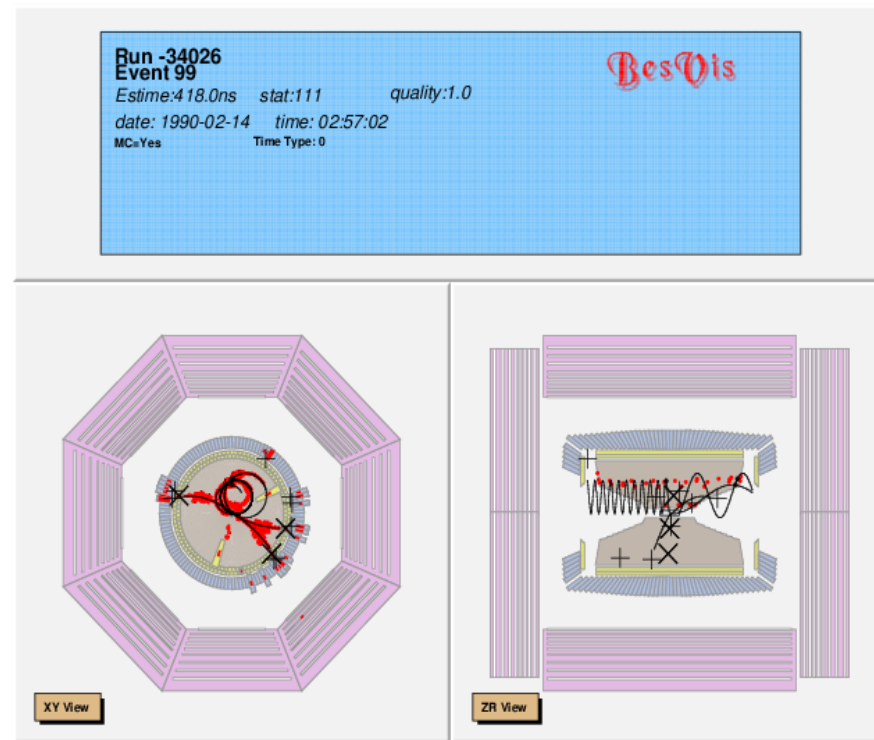 Run -34026
BesVis
Event 99
Estime:418.0ns stat:111 quality:1.0
date: 1990-02-14 time: 02:57:02
MC=Yes Time Type: 0
XY View
ZR View